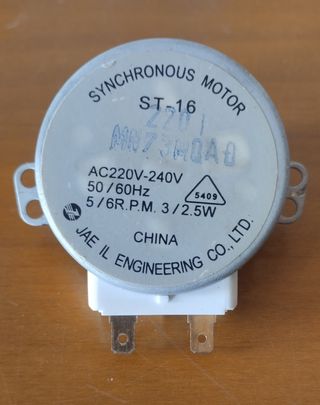 SYNCHRONOUS MOTOR
ST-16
2201
AC220V-240V
50/60Hz
5/6R.P.M. 3/2.5W
5409
CHINA
JAE IL ENGINEERING CO., LTD.